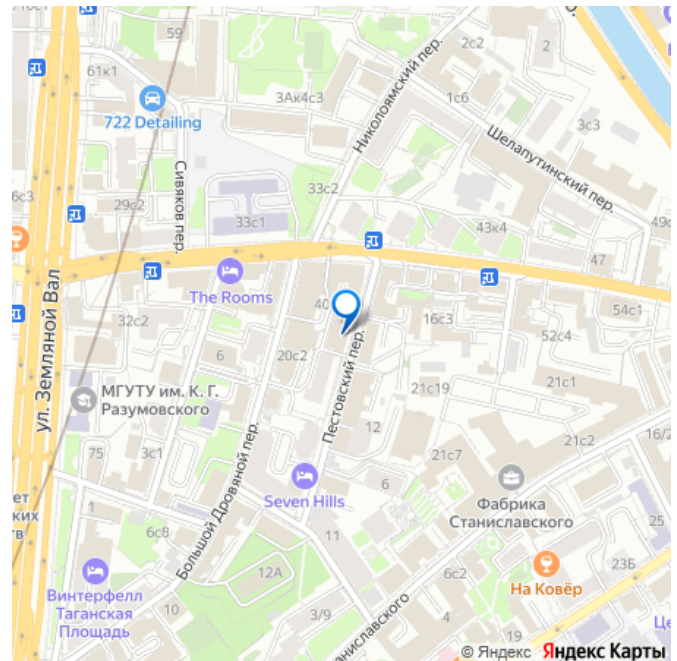 59
2с2
2
61к1
3Ак4с3
Николоямский пер.
1с6
722 Detailing
3с3
Шелапутинский пер.
Сивяков пер.
33с2
6с3
29с2
33с1
43к4
49с
47
The Rooms
40
54с1
32с2
16с3
52с4
ул. Земляной Вал
6
20с2
Пестовский пер.
МГУТУ им. К. Г.
Разумовского
21с19
21с1
Большой Дровяной пер.
12
21с2
16/2
75
3с1
21с7
Seven Hills
6
Фабрика
Станиславского
1
25
6с8
11
12А
23Б
Винтерфелл
Таганская
Площадь
6с2
На Ковёр
10
3/9
4
19
© Яндекс Яндекс Карты